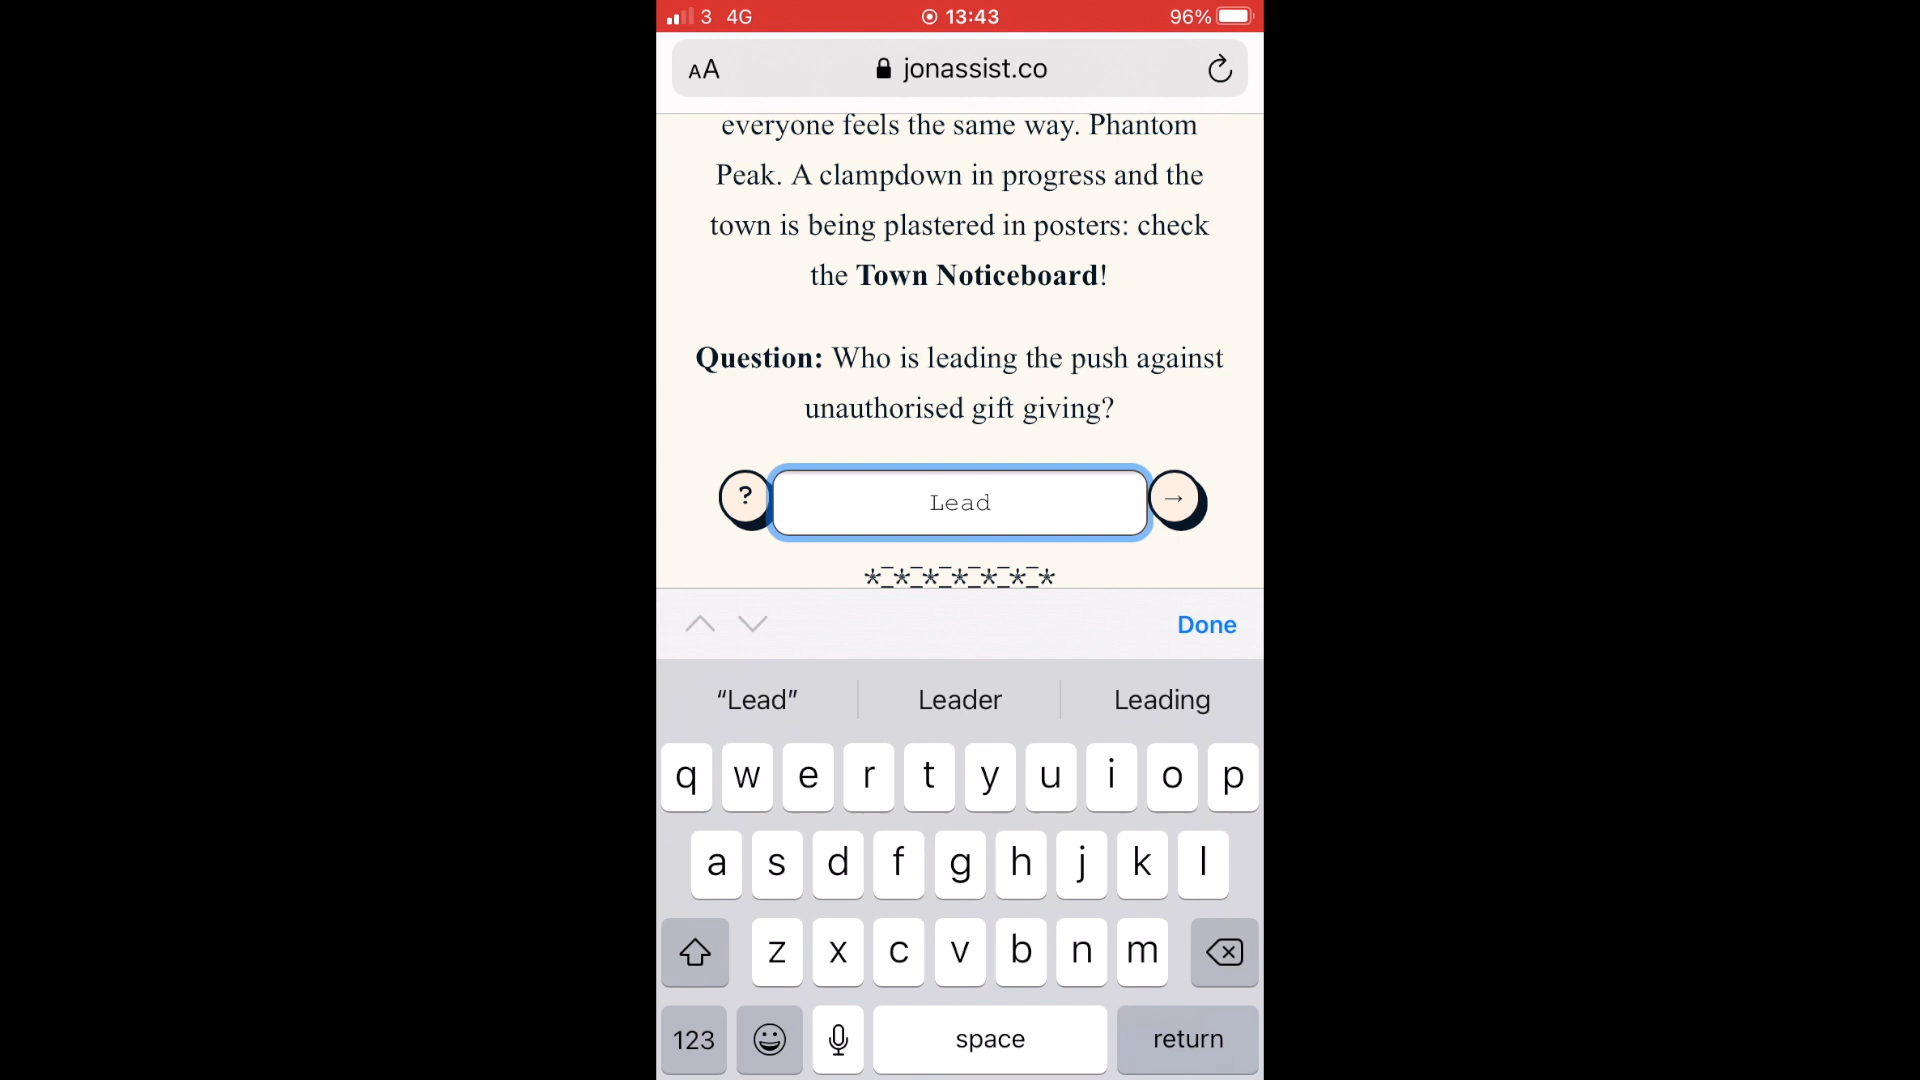 3 4G 13:43 96%
AA jonassist.co
everyone feels the same way. Phantom
Peak. A clampdown in progress and the
town is being plastered in posters: check
the Town Noticeboard!
Question: Who is leading the push against
unauthorised gift giving?
? Lead →
*_*_*_*_*_*_*
Done
“Lead” Leader Leading
q w e r t y u i o p
a s d f g h j k l
z x c v b n m
123 space return